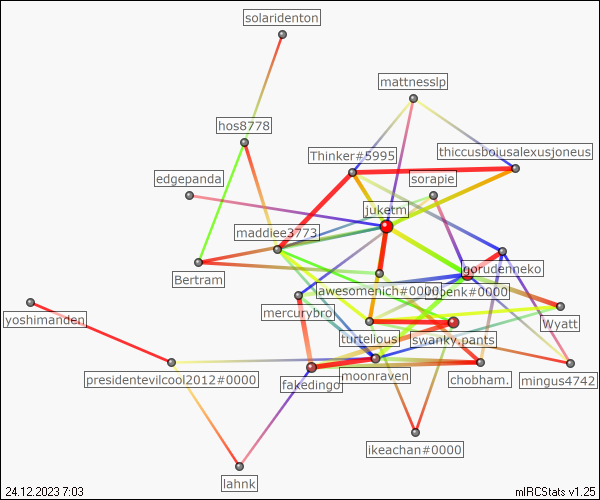 solaridenton
mattnesslp
hos8778
Thinker#5995
thiccusboiusalexusjoneus
edgepanda
sorapie
juketm
maddiee3773
Bertram
gorudenneko
awesomenich#0000
penk#0000
mercurybro
yoshimanden
turtelious
swanky.pants
Wyatt
presidentevilcool2012#0000
fakedingo
moonraven
chobham.
mingus4742
ikeachan#0000
lahnk
24.12.2023 7:03
mIRCStats v1.25